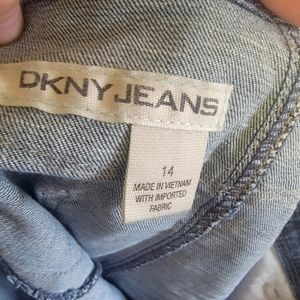 DKNY JEANS
14
MADE IN VIETNAM
WITH IMPORTED
FABRIC